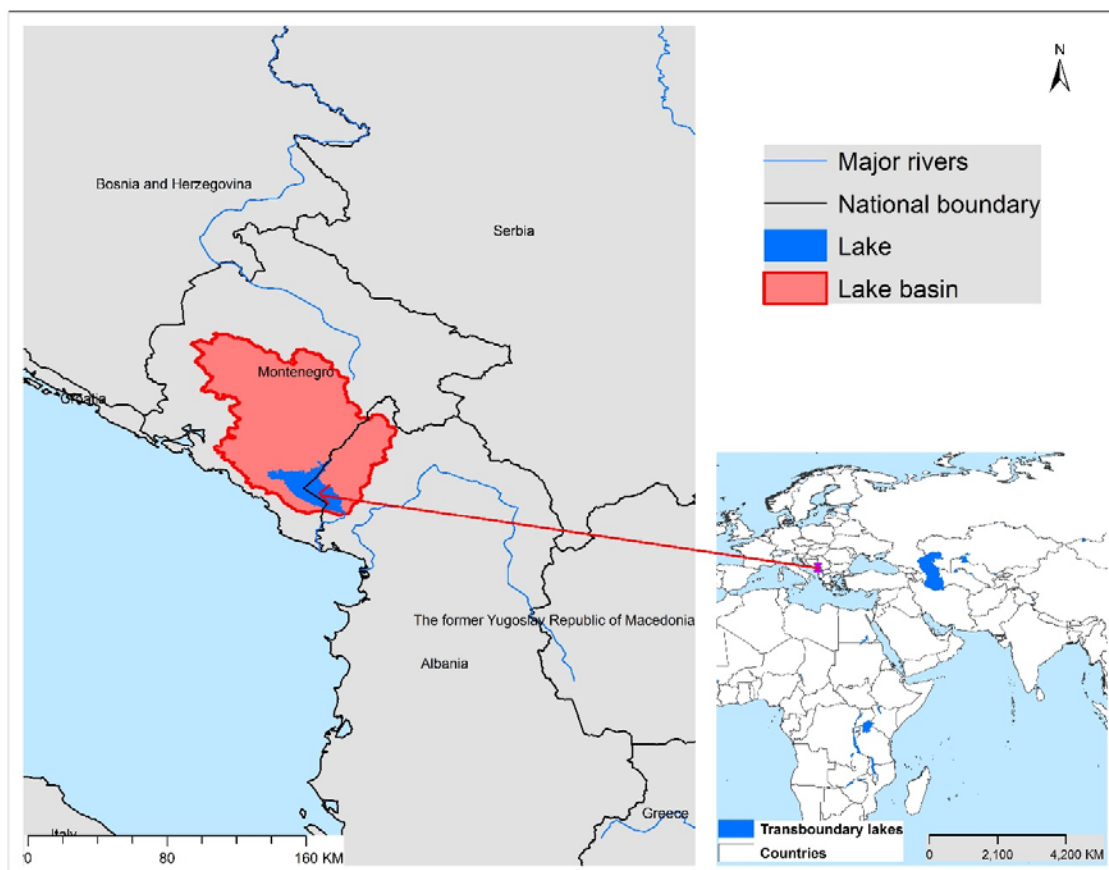 N
Major rivers
National boundary
Lake
Lake basin
Bosnia and Herzegovina
Serbia
Montenegro
Croatia
The former Yugoslav Republic of Macedonia
Albania
Greece
Italy
0 80 160 KM
Transboundary lakes
Countries
0 2,100 4,200 KM